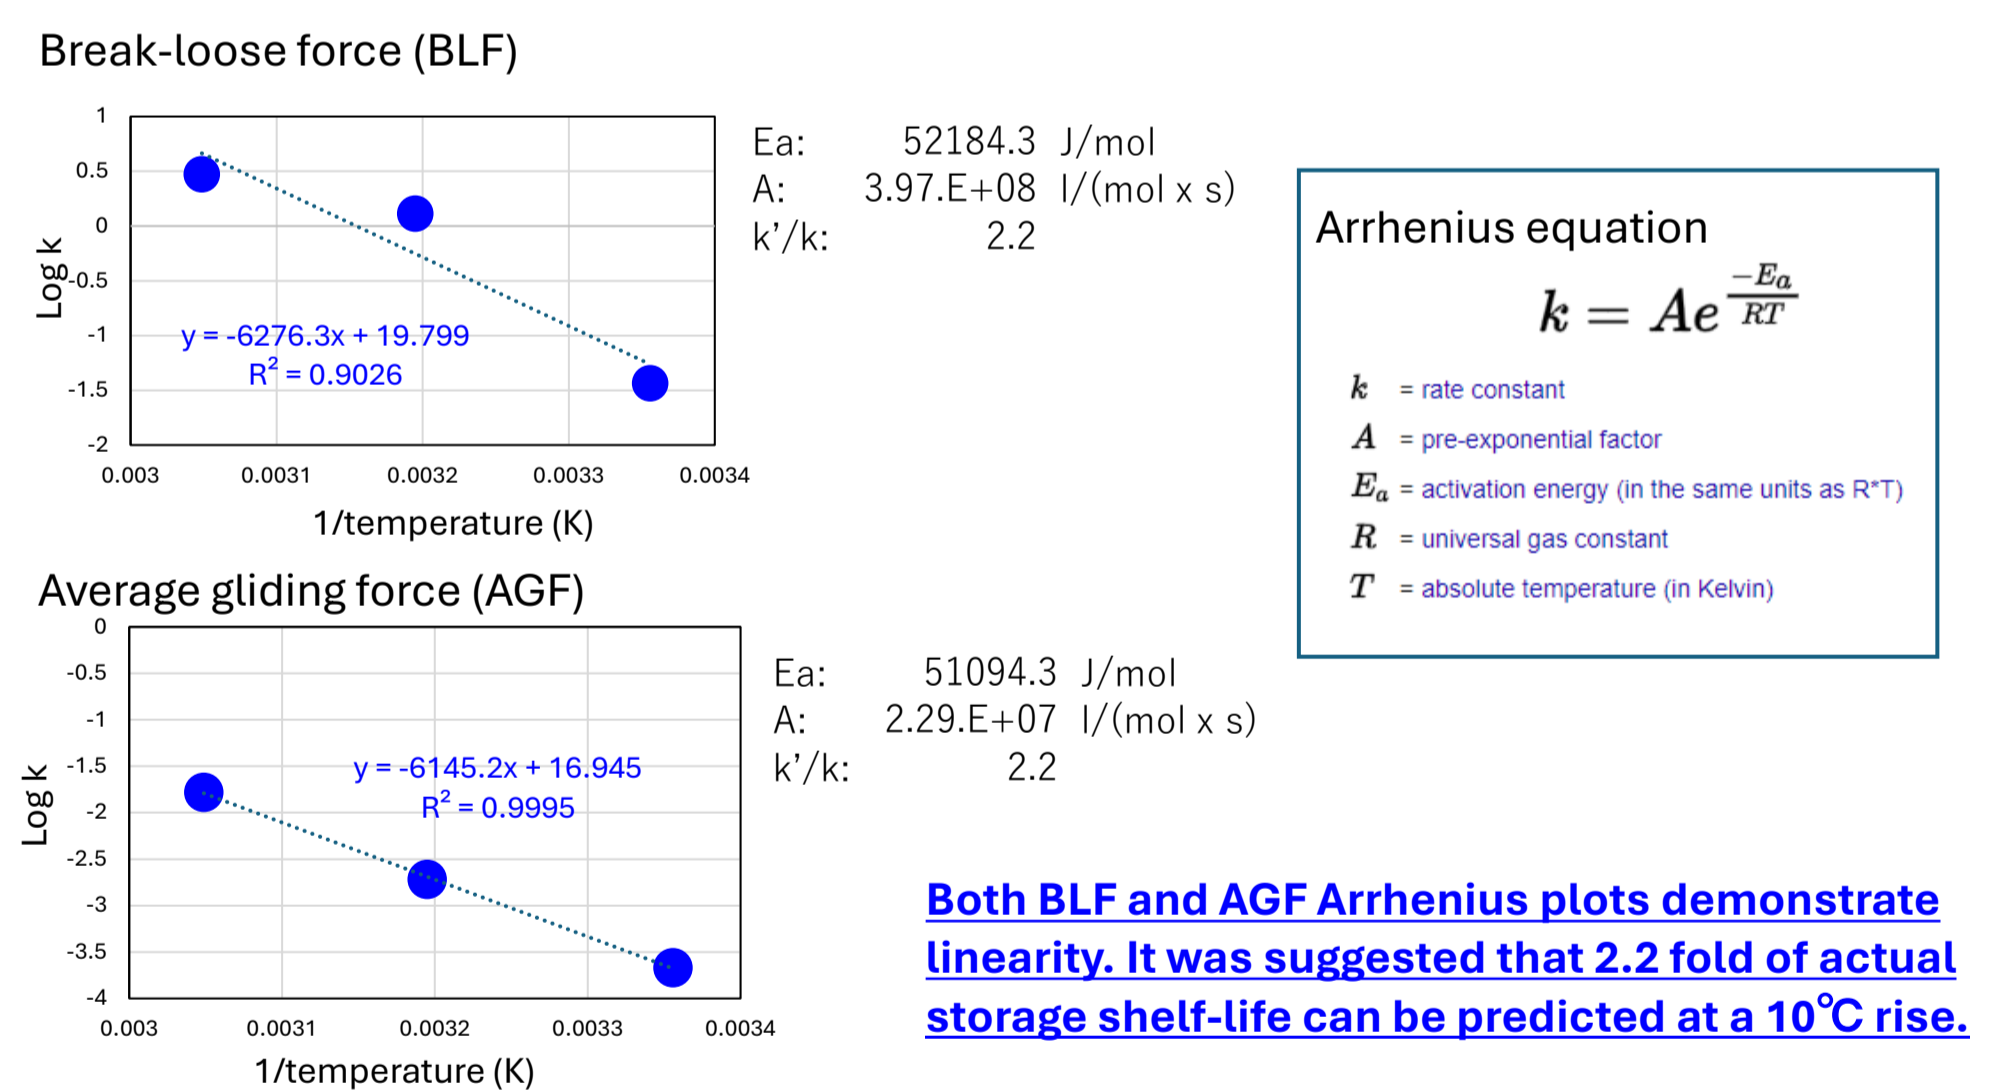 Break-loose force (BLF)
1
0.5
0
-0.5
-1
-1.5
-2
Log k
y = -6276.3x + 19.799
R² = 0.9026
0.003 0.0031 0.0032 0.0033 0.0034
1/temperature (K)
Ea: 52184.3 J/mol
A: 3.97.E+08 l/(mol x s)
k’/k: 2.2
Average gliding force (AGF)
0
-0.5
-1
-1.5
-2
-2.5
-3
-3.5
-4
Log k
y = -6145.2x + 16.945
R² = 0.9995
0.003 0.0031 0.0032 0.0033 0.0034
1/temperature (K)
Ea: 51094.3 J/mol
A: 2.29.E+07 l/(mol x s)
k’/k: 2.2
Arrhenius equation
k = Ae^(-Ea/RT)
k = rate constant
A = pre-exponential factor
Ea = activation energy (in the same units as R*T)
R = universal gas constant
T = absolute temperature (in Kelvin)
Both BLF and AGF Arrhenius plots demonstrate
linearity. It was suggested that 2.2 fold of actual
storage shelf-life can be predicted at a 10℃ rise.